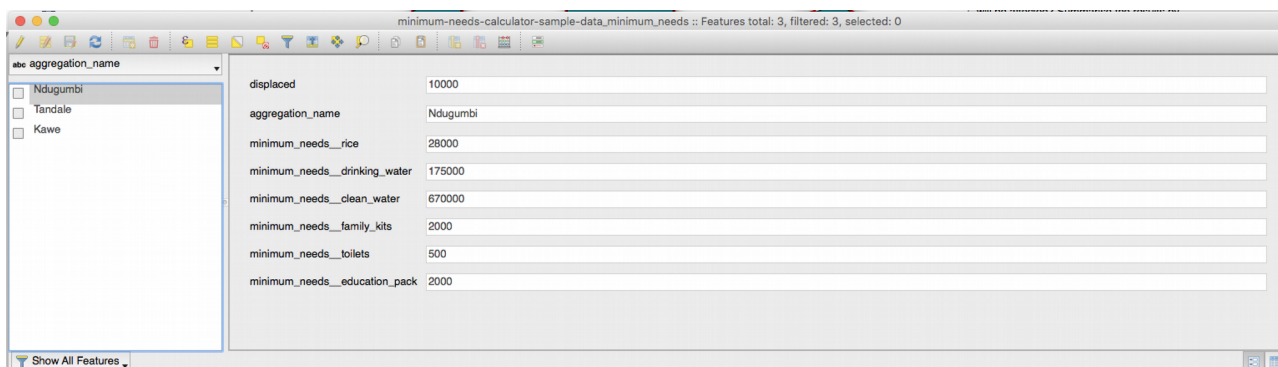 minimum-needs-calculator-sample-data_minimum_needs :: Features total: 3, filtered: 3, selected: 0
abc aggregation_name
Ndugumbi
Tandale
Kawe
displaced 10000
aggregation_name Ndugumbi
minimum_needs__rice 28000
minimum_needs__drinking_water 175000
minimum_needs__clean_water 670000
minimum_needs__family_kits 2000
minimum_needs__toilets 500
minimum_needs__education_pack 2000
Show All Features